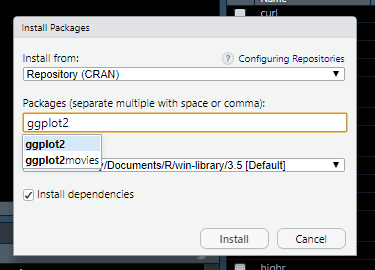 Name
curl
Install Packages
Install from:
? Configuring Repositories
Repository (CRAN)
Packages (separate multiple with space or comma):
ggplot2
ggplot2
ggplot2movies
/Documents/R/win-library/3.5 [Default]
Install dependencies
Install
Cancel
highr